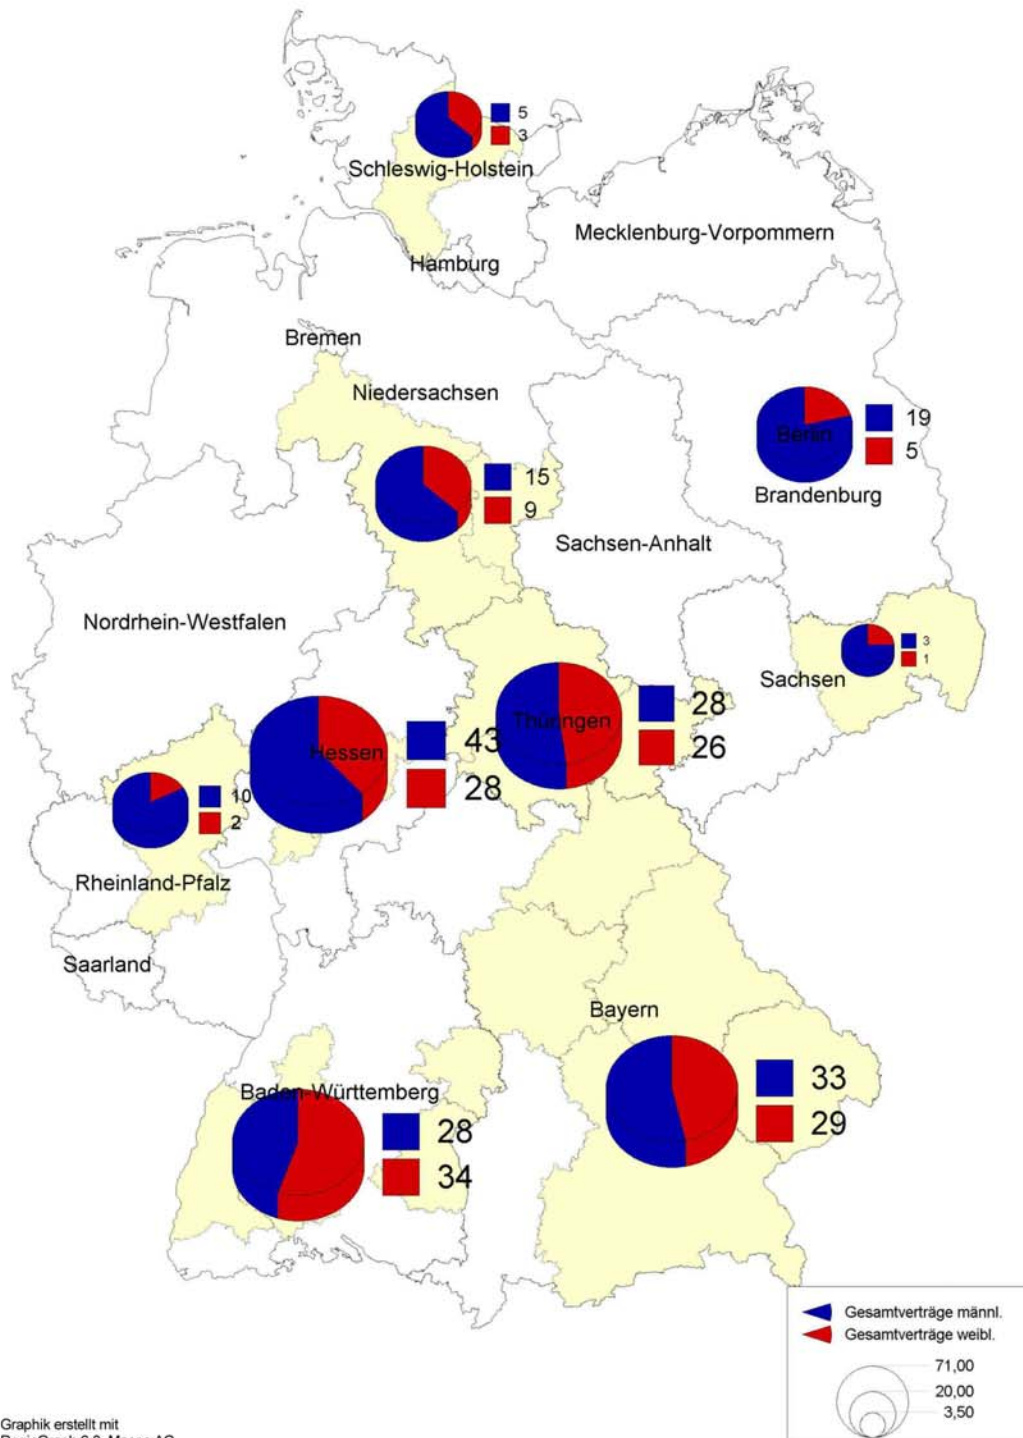 5
3
Schleswig-Holstein
Mecklenburg-Vorpommern
Hamburg
Bremen
Niedersachsen
19
Berlin
5
15
9
Brandenburg
Sachsen-Anhalt
Nordrhein-Westfalen
3
1
Sachsen
28
Thüringen
26
43
Hessen
28
10
2
Rheinland-Pfalz
Saarland
Bayern
33
29
Baden-Württemberg
28
34
Gesamtverträge männl.
Gesamtverträge weibl.
71,00
20,00
3,50
Graphik erstellt mit